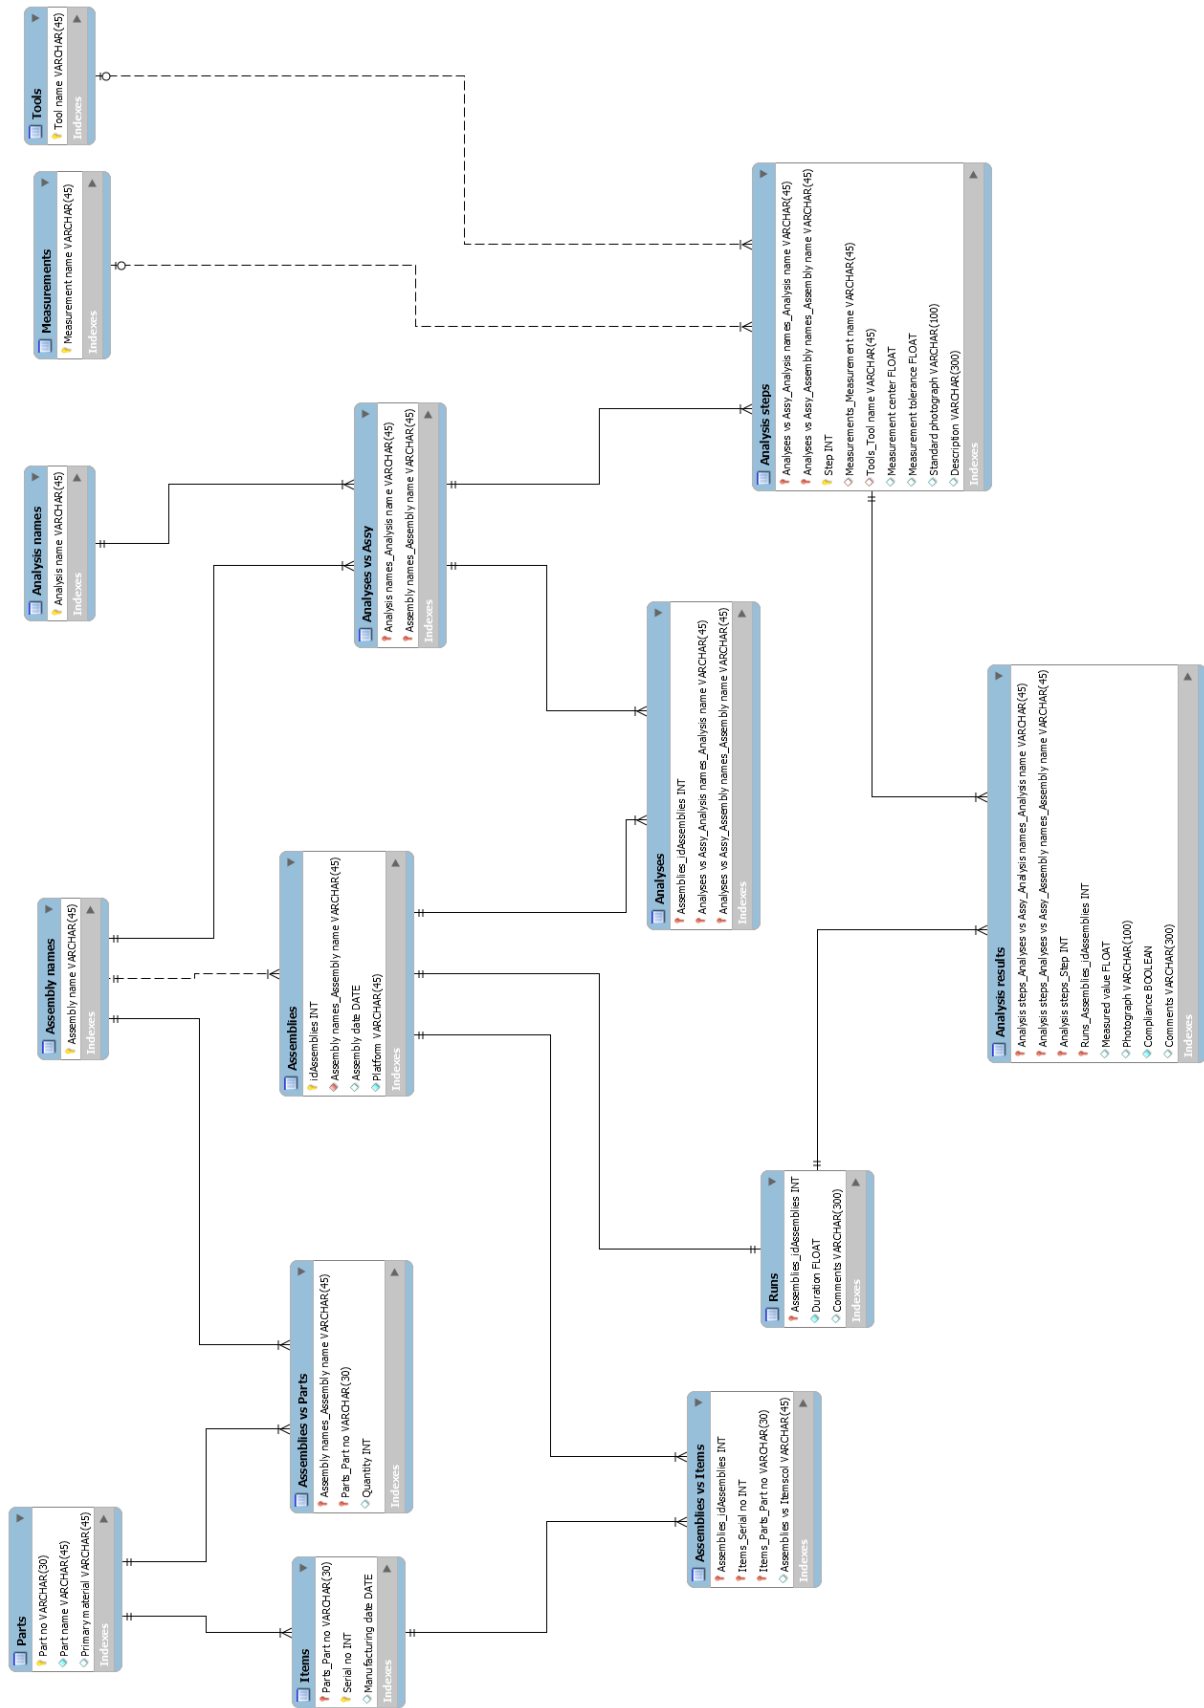 Parts
Part no VARCHAR(30)
Part name VARCHAR(45)
Primary material VARCHAR(45)
Indexes
Assembly names
Assembly name VARCHAR(45)
Indexes
Analysis names
Analysis name VARCHAR(45)
Indexes
Measurements
Measurement name VARCHAR(45)
Indexes
Tools
Tool name VARCHAR(45)
Indexes
Items
Parts_Part no VARCHAR(30)
Serial no INT
Manufacturing date DATE
Indexes
Assemblies vs Parts
Assembly names_Assembly name VARCHAR(45)
Parts_Part no VARCHAR(30)
Quantity INT
Indexes
Assemblies
idAssemblies INT
Assembly names_Assembly name VARCHAR(45)
Assembly date DATE
Platform VARCHAR(45)
Indexes
Analyses vs Assy
Analysis names_Analysis name VARCHAR(45)
Assembly names_Assembly name VARCHAR(45)
Indexes
Assemblies vs Items
Assemblies_idAssemblies INT
Items_Serial no INT
Items_Parts_Part no VARCHAR(30)
Assemblies vs Itemscol VARCHAR(45)
Indexes
Runs
Assemblies_idAssemblies INT
Duration FLOAT
Comments VARCHAR(300)
Indexes
Analyses
Assemblies_idAssemblies INT
Analyses vs Assy_Analysis names_Analysis name VARCHAR(45)
Analyses vs Assy_Assembly names_Assembly name VARCHAR(45)
Indexes
Analysis steps
Analyses vs Assy_Analysis names_Analysis name VARCHAR(45)
Analyses vs Assy_Assembly names_Assembly name VARCHAR(45)
Step INT
Measurements_Measurement name VARCHAR(45)
Tools_Tool name VARCHAR(45)
Measurement center FLOAT
Measurement tolerance FLOAT
Standard photograph VARCHAR(100)
Description VARCHAR(300)
Indexes
Analysis results
Analysis steps_Analyses vs Assy_Analysis names_Analysis name VARCHAR(45)
Analysis steps_Analyses vs Assy_Assembly names_Assembly name VARCHAR(45)
Analysis steps_Step INT
Runs_Assemblies_idAssemblies INT
Measured value FLOAT
Photograph VARCHAR(100)
Compliance BOOLEAN
Comments VARCHAR(300)
Indexes